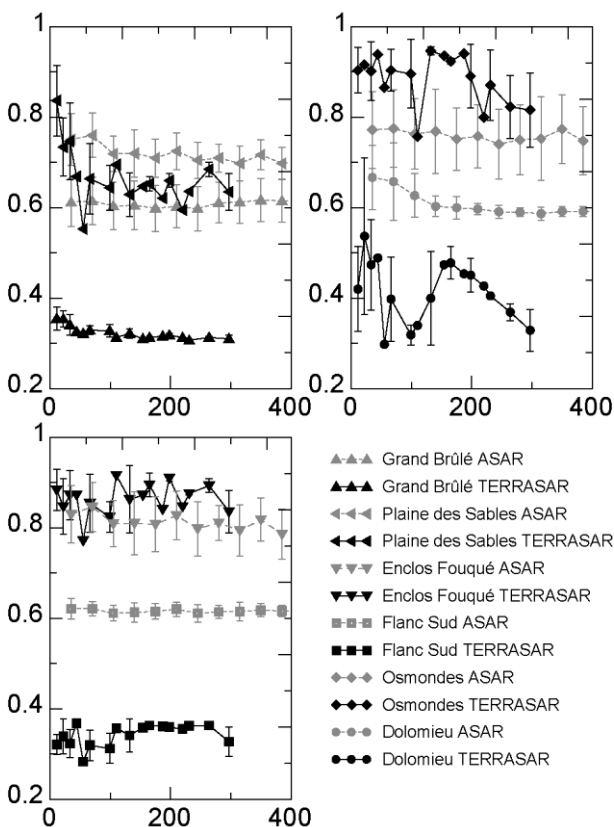 1
0.8
0.6
0.4
0.2
0 200 400
1
0.8
0.6
0.4
0.2
0 200 400
1
0.8
0.6
0.4
0.2
0 200 400
Grand Brûlé ASAR
Grand Brûlé TERRASAR
Plaine des Sables ASAR
Plaine des Sables TERRASAR
Enclos Fouqué ASAR
Enclos Fouqué TERRASAR
Flanc Sud ASAR
Flanc Sud TERRASAR
Osmondes ASAR
Osmondes TERRASAR
Dolomieu ASAR
Dolomieu TERRASAR